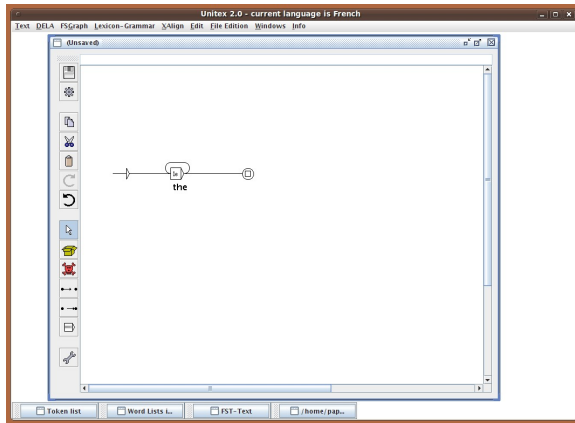 Unitex 2.0 - current language is French
Text DELA FSGraph Lexicon-Grammar XAlign Edit File Edition Windows Info
(Unsaved)
le
the
Token list Word Lists i... FST-Text /home/pap...